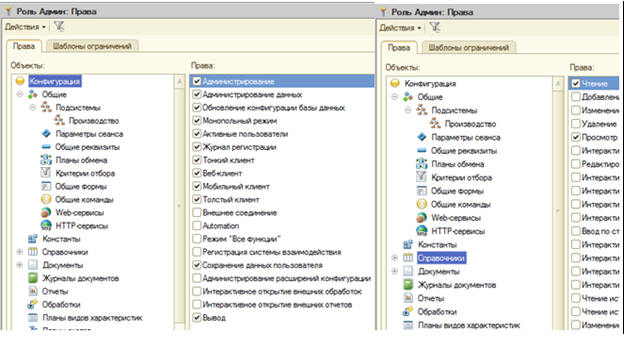 Роль Админ: Права
Действия
Права
Шаблоны ограничений
Объекты:
Конфигурация
Общие
Подсистемы
Производство
Параметры сеанса
Общие реквизиты
Планы обмена
Критерии отбора
Общие формы
Общие команды
Web-сервисы
HTTP-сервисы
Константы
Справочники
Документы
Журналы документов
Отчеты
Обработки
Планы видов характеристик
Права:
Администрирование
Администрирование данных
Обновление конфигурации базы данных
Монопольный режим
Активные пользователи
Журнал регистрации
Тонкий клиент
Веб-клиент
Мобильный клиент
Толстый клиент
Внешнее соединение
Automation
Режим "Все функции"
Регистрация системы взаимодействия
Сохранение данных пользователя
Администрирование расширений конфигурации
Интерактивное открытие внешних обработок
Интерактивное открытие внешних отчетов
Вывод
Роль Админ: Права
Действия
Права
Шаблоны ограничений
Объекты:
Конфигурация
Общие
Подсистемы
Производство
Параметры сеанса
Общие реквизиты
Планы обмена
Критерии отбора
Общие формы
Общие команды
Web-сервисы
HTTP-сервисы
Константы
Справочники
Документы
Журналы документов
Отчеты
Обработки
Планы видов характеристик
Права:
Чтение
Добавлени
Изменени
Удаление
Просмотр
Интеракти
Редактиро
Интеракти
Интеракти
Интеракти
Интеракти
Ввод по ст
Интеракти
Интеракти
Интеракти
Интеракти
Чтение ис
Чтение ис
Изменени